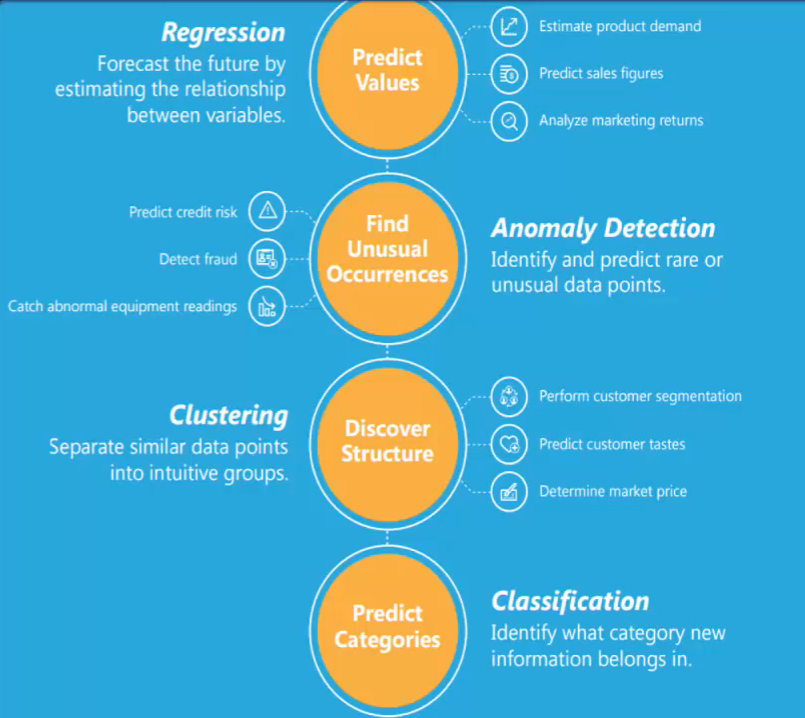 Regression
Forecast the future by
estimating the relationship
between variables.
Predict
Values
Estimate product demand
Predict sales figures
Analyze marketing returns
Predict credit risk
Detect fraud
Catch abnormal equipment readings
Find
Unusual
Occurrences
Anomaly Detection
Identify and predict rare or
unusual data points.
Clustering
Separate similar data points
into intuitive groups.
Discover
Structure
Perform customer segmentation
Predict customer tastes
Determine market price
Predict
Categories
Classification
Identify what category new
information belongs in.